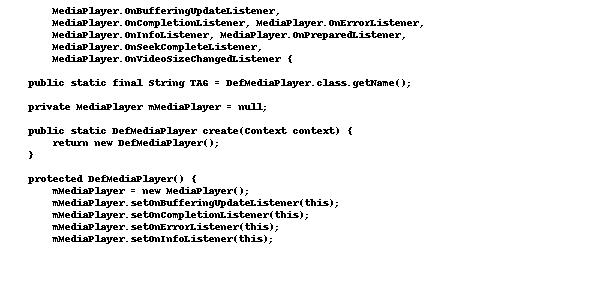 MediaPlayer.OnBufferingUpdateListener,
MediaPlayer.OnCompletionListener, MediaPlayer.OnErrorListener,
MediaPlayer.OnInfoListener, MediaPlayer.OnPreparedListener,
MediaPlayer.OnSeekCompleteListener,
MediaPlayer.OnVideoSizeChangedListener {
public static final String TAG = DefMediaPlayer.class.getName();
private MediaPlayer mMediaPlayer = null;
public static DefMediaPlayer create(Context context) {
return new DefMediaPlayer();
}
protected DefMediaPlayer() {
mMediaPlayer = new MediaPlayer();
mMediaPlayer.setOnBufferingUpdateListener(this);
mMediaPlayer.setOnCompletionListener(this);
mMediaPlayer.setOnErrorListener(this);
mMediaPlayer.setOnInfoListener(this);